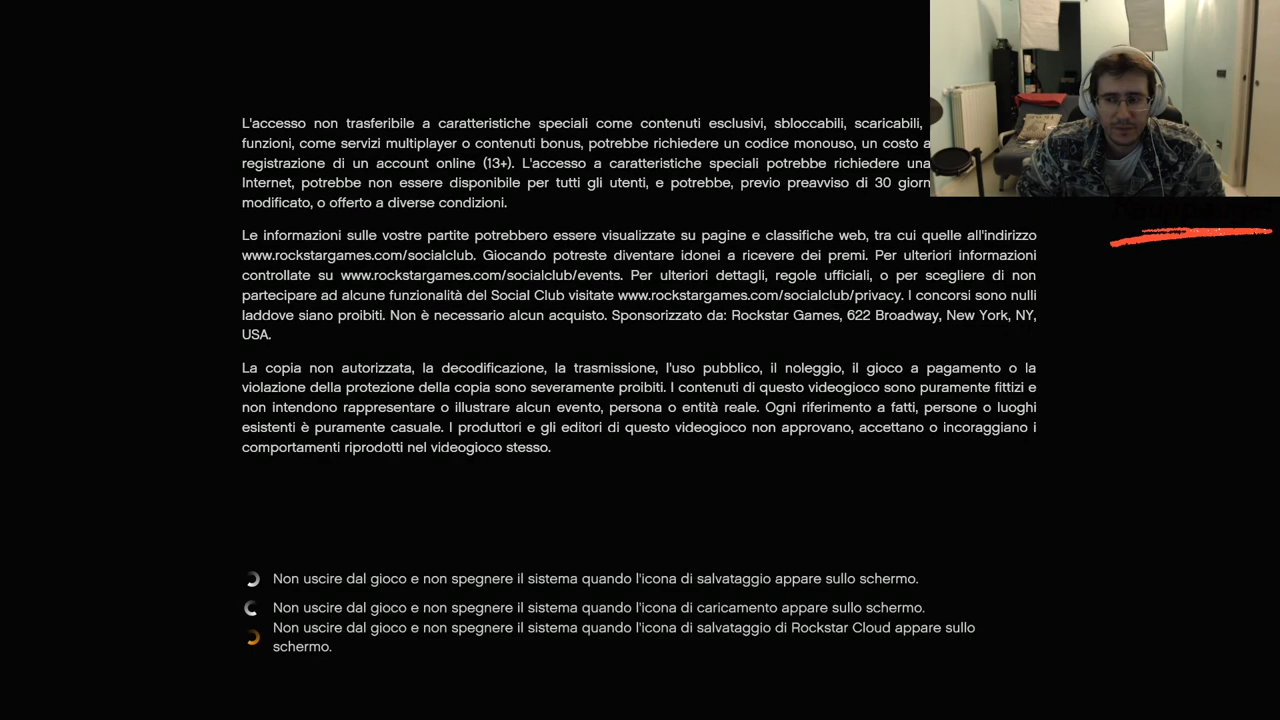 L'accesso non trasferibile a caratteristiche speciali come contenuti esclusivi, sbloccabili, scaricabili,
funzioni, come servizi multiplayer o contenuti bonus, potrebbe richiedere un codice monouso, un costo a
registrazione di un account online (13+). L'accesso a caratteristiche speciali potrebbe richiedere una
Internet, potrebbe non essere disponibile per tutti gli utenti, e potrebbe, previo preavviso di 30 giorn
modificato, o offerto a diverse condizioni.
Le informazioni sulle vostre partite potrebbero essere visualizzate su pagine e classifiche web, tra cui quelle all'indirizzo
www.rockstargames.com/socialclub. Giocando potreste diventare idonei a ricevere dei premi. Per ulteriori informazioni
controllate su www.rockstargames.com/socialclub/events. Per ulteriori dettagli, regole ufficiali, o per scegliere di non
partecipare ad alcune funzionalità del Social Club visitate www.rockstargames.com/socialclub/privacy. I concorsi sono nulli
laddove siano proibiti. Non è necessario alcun acquisto. Sponsorizzato da: Rockstar Games, 622 Broadway, New York, NY,
USA.
La copia non autorizzata, la decodificazione, la trasmissione, l'uso pubblico, il noleggio, il gioco a pagamento o la
violazione della protezione della copia sono severamente proibiti. I contenuti di questo videogioco sono puramente fittizi e
non intendono rappresentare o illustrare alcun evento, persona o entità reale. Ogni riferimento a fatti, persone o luoghi
esistenti è puramente casuale. I produttori e gli editori di questo videogioco non approvano, accettano o incoraggiano i
comportamenti riprodotti nel videogioco stesso.
Non uscire dal gioco e non spegnere il sistema quando l'icona di salvataggio appare sullo schermo.
Non uscire dal gioco e non spegnere il sistema quando l'icona di caricamento appare sullo schermo.
Non uscire dal gioco e non spegnere il sistema quando l'icona di salvataggio di Rockstar Cloud appare sullo
schermo.